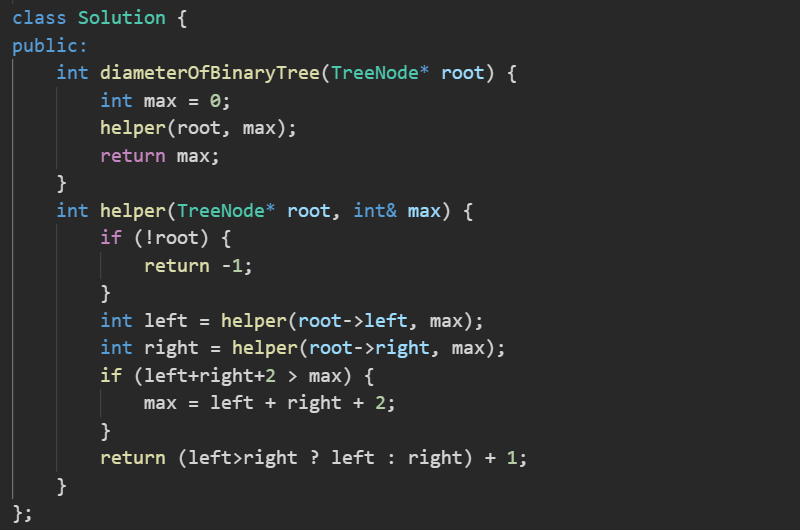 class Solution {
public:
    int diameterOfBinaryTree(TreeNode* root) {
        int max = 0;
        helper(root, max);
        return max;
    }
    int helper(TreeNode* root, int& max) {
        if (!root) {
            return -1;
        }
        int left = helper(root->left, max);
        int right = helper(root->right, max);
        if (left+right+2 > max) {
            max = left + right + 2;
        }
        return (left>right ? left : right) + 1;
    }
};